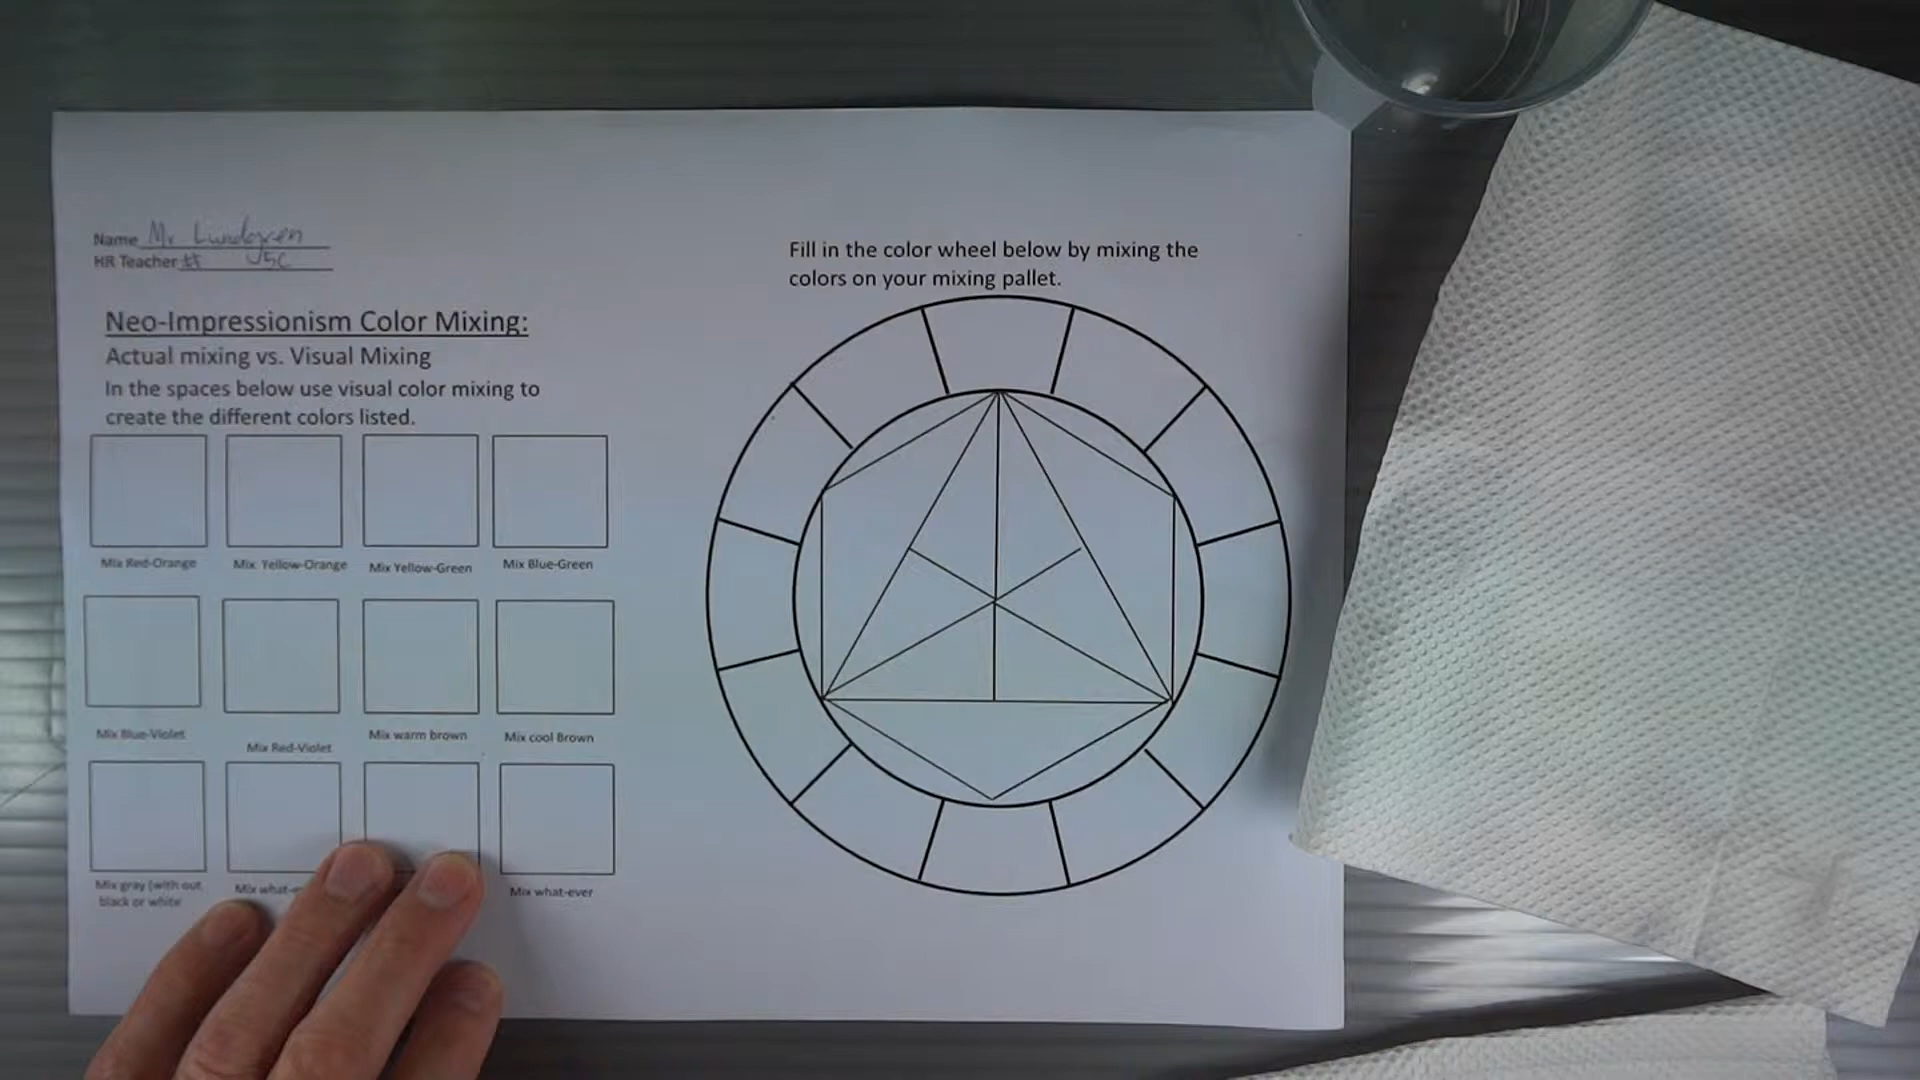 Name Mr Lundgren
HR Teacher # 5C
Neo-Impressionism Color Mixing:
Actual mixing vs. Visual Mixing
In the spaces below use visual color mixing to
create the different colors listed.
Mix Red-Orange
Mix Yellow-Orange
Mix Yellow-Green
Mix Blue-Green
Mix Blue-Violet
Mix Red-Violet
Mix warm brown
Mix cool Brown
Mix gray (with out
black or white
Mix what-e
Mix what-ever
Fill in the color wheel below by mixing the
colors on your mixing pallet.